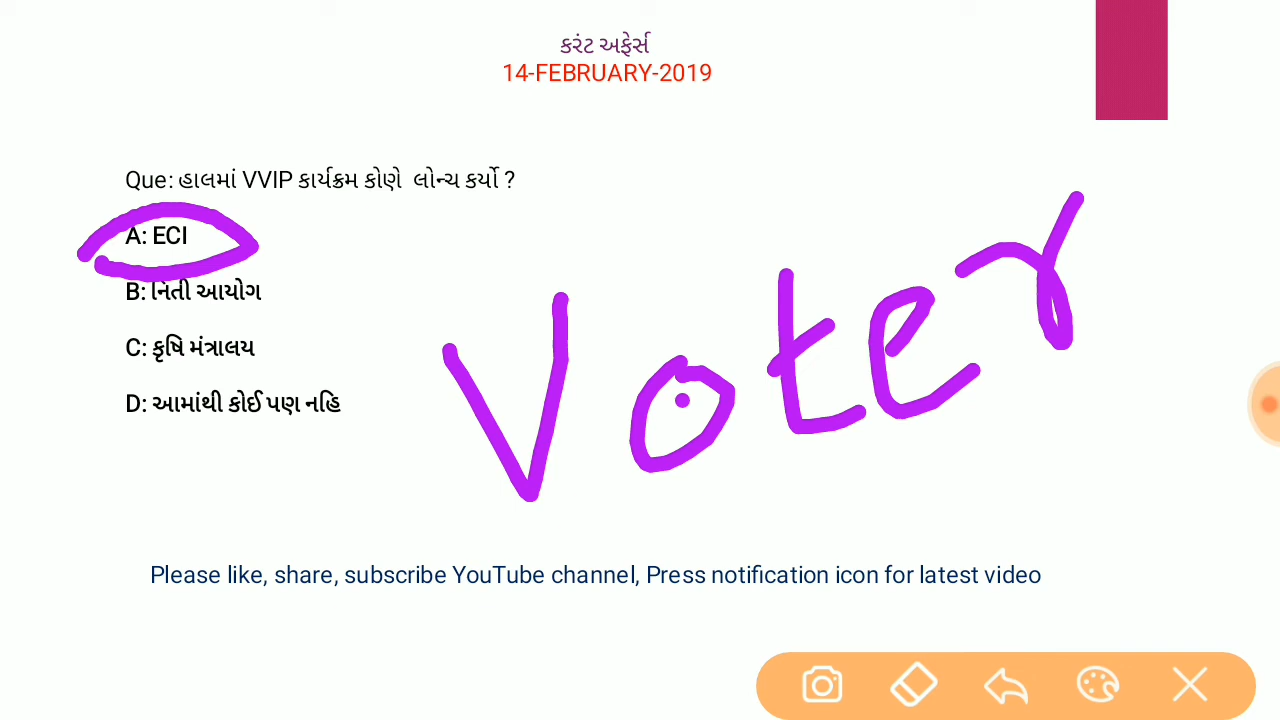 કરંટ અફેર્સ
14-FEBRUARY-2019
Que: હાલમાં VVIP કાર્યક્રમ કોણે લોન્ચ કર્યો ?
A: ECI
B: નિતી આયોગ
C: કૃષિ મંત્રાલય
D: આમાંથી કોઈ પણ નહિ
Voter
Please like, share, subscribe YouTube channel, Press notification icon for latest video